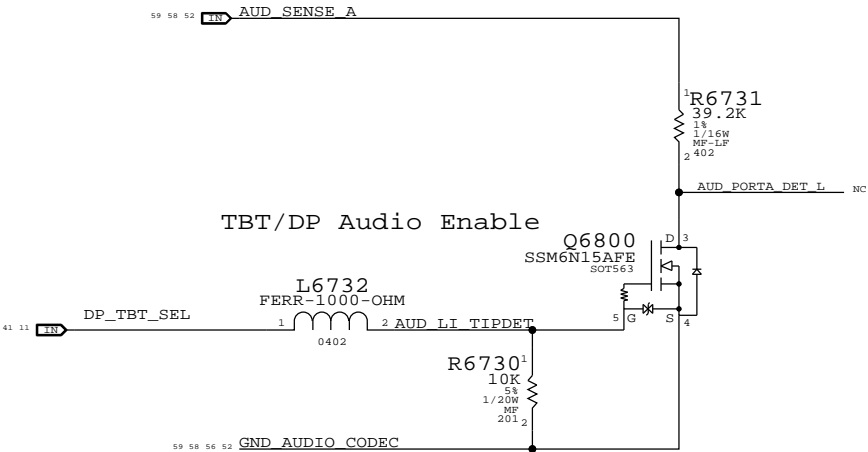 59 58 52 IN AUD_SENSE_A
1 R6731
39.2K
1%
1/16W
MF-LF
2 402
AUD_PORTA_DET_L NC
TBT/DP Audio Enable
Q6800
SSM6N15AFE
SOT563
D 3
5 G S 4
L6732
FERR-1000-OHM
41 11 IN DP_TBT_SEL
1 2 AUD_LI_TIPDET
0402
R6730 1
10K
5%
1/20W
MF
201 2
59 58 56 52 GND_AUDIO_CODEC